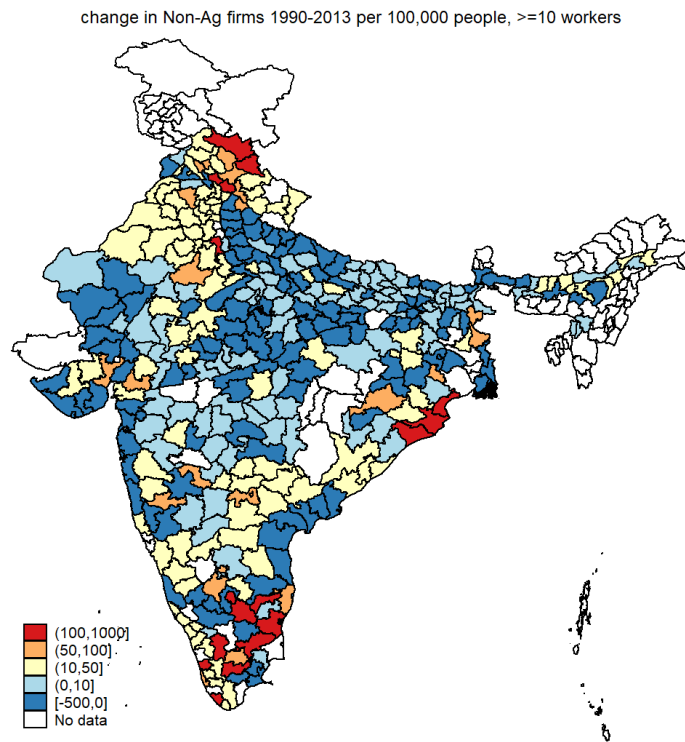 change in Non-Ag firms 1990-2013 per 100,000 people, >=10 workers
(100,1000]
(50,100]
(10,50]
(0,10]
[-500,0]
No data